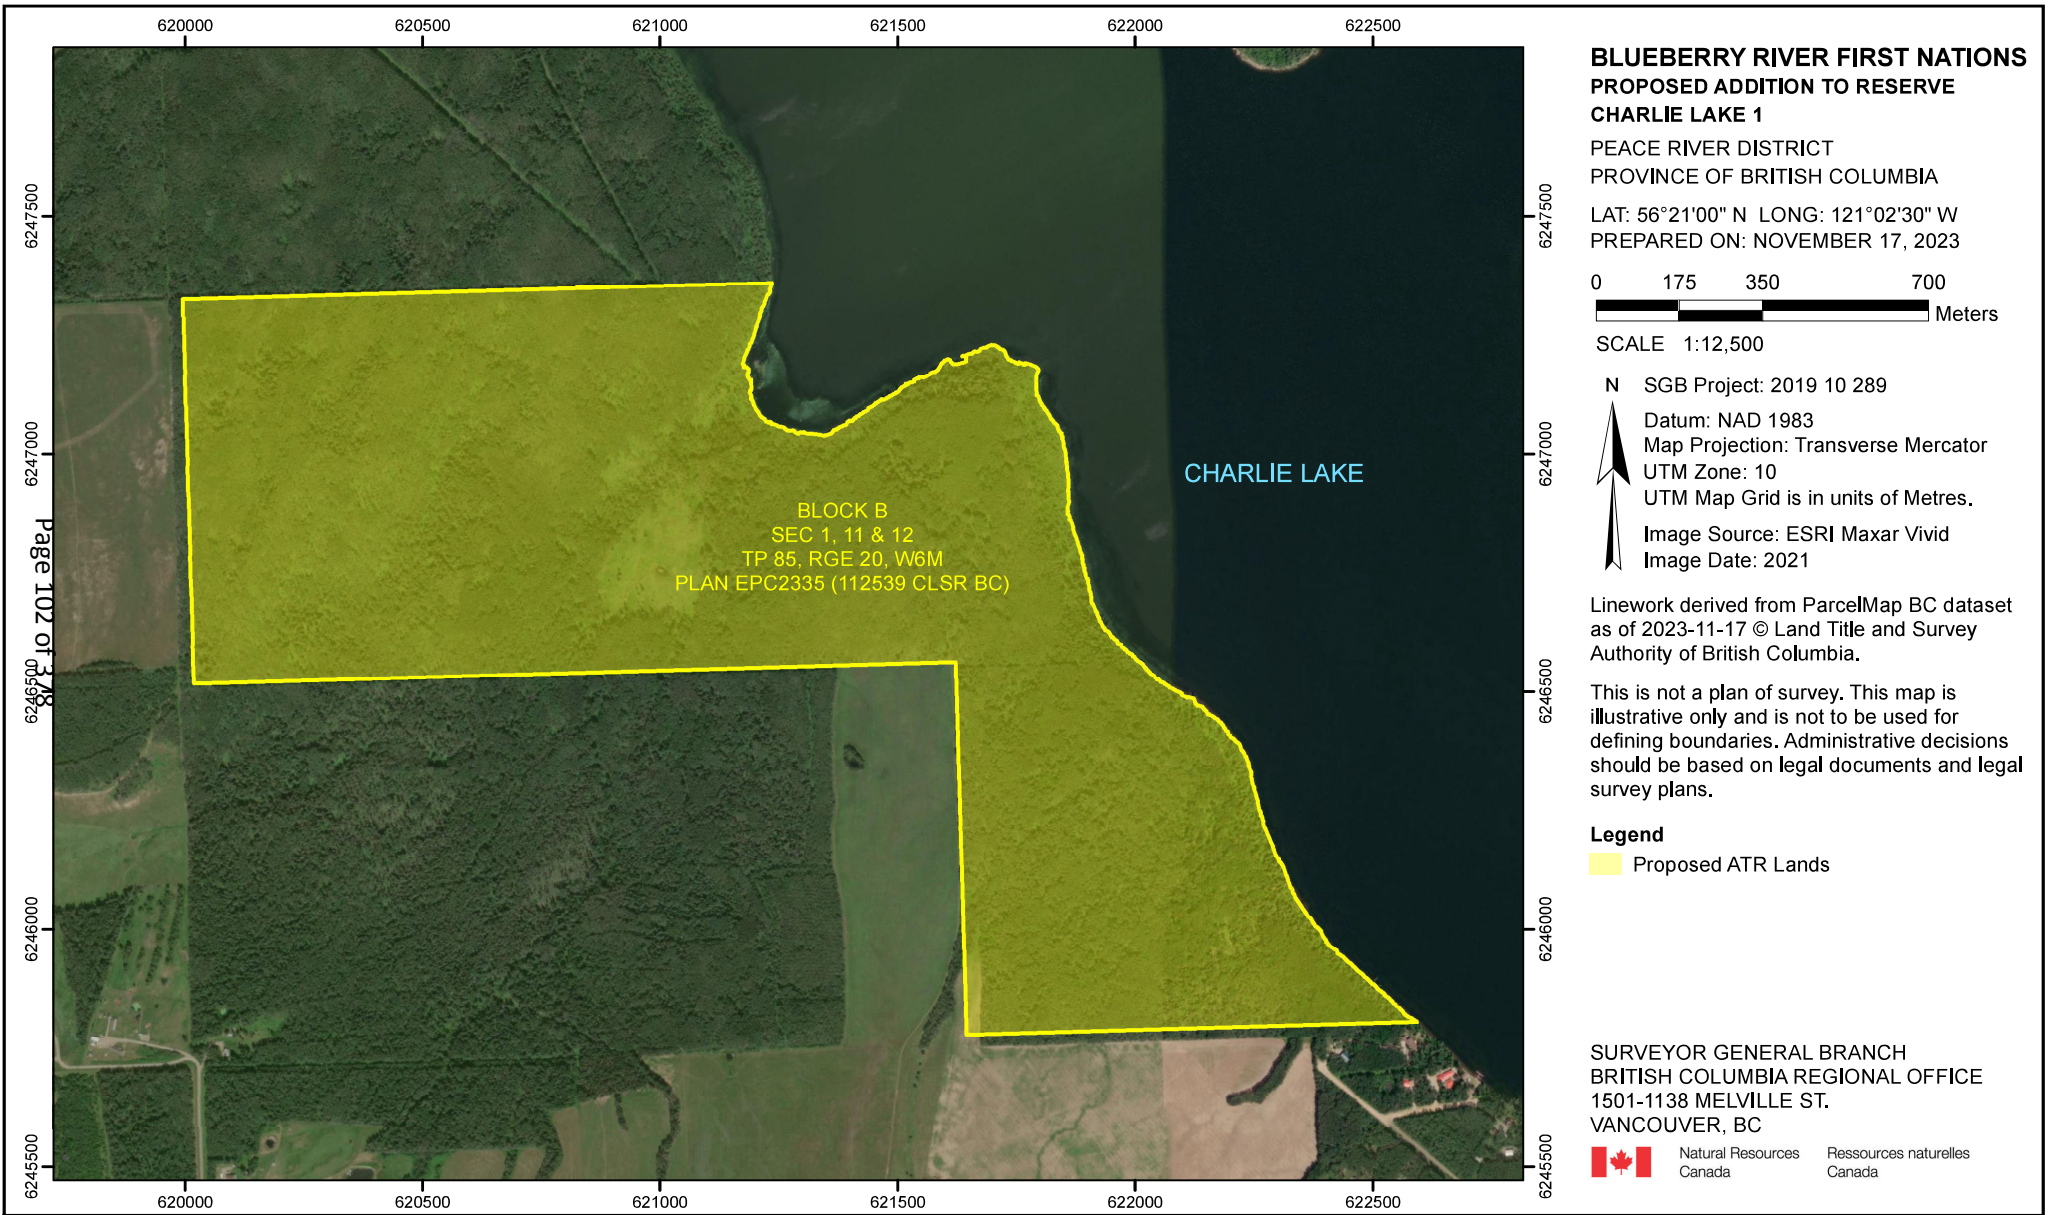 620000 620500 621000 621500 622000 622500
6247500
6247000
6246500
6246000
6245500
Page 102 of 378
CHARLIE LAKE
BLOCK B
SEC 1, 11 & 12
TP 85, RGE 20, W6M
PLAN EPC2335 (112539 CLSR BC)
6247500
6247000
6246500
6246000
6245500
620000 620500 621000 621500 622000 622500
BLUEBERRY RIVER FIRST NATIONS
PROPOSED ADDITION TO RESERVE
CHARLIE LAKE 1
PEACE RIVER DISTRICT
PROVINCE OF BRITISH COLUMBIA
LAT: 56°21'00" N LONG: 121°02'30" W
PREPARED ON: NOVEMBER 17, 2023
0 175 350 700
Meters
SCALE 1:12,500
N
SGB Project: 2019 10 289
Datum: NAD 1983
Map Projection: Transverse Mercator
UTM Zone: 10
UTM Map Grid is in units of Metres.
Image Source: ESRI Maxar Vivid
Image Date: 2021
Linework derived from ParcelMap BC dataset
as of 2023-11-17 © Land Title and Survey
Authority of British Columbia.
This is not a plan of survey. This map is
illustrative only and is not to be used for
defining boundaries. Administrative decisions
should be based on legal documents and legal
survey plans.
Legend
Proposed ATR Lands
SURVEYOR GENERAL BRANCH
BRITISH COLUMBIA REGIONAL OFFICE
1501-1138 MELVILLE ST.
VANCOUVER, BC
Natural Resources Ressources naturelles
Canada Canada